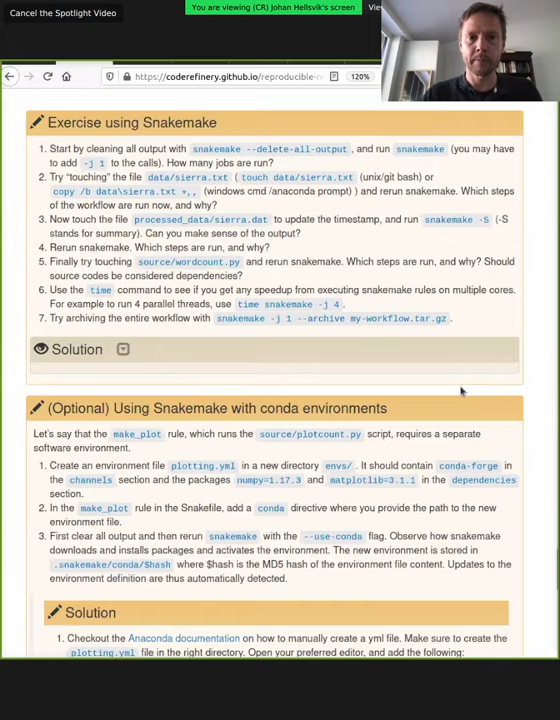 Cancel the Spotlight Video
You are viewing (CR) Johan Hellsvik's screen
https://coderefinery.github.io/reproducible-r
120%
Exercise using Snakemake
1. Start by cleaning all output with snakemake --delete-all-output , and run snakemake (you may have
to add -j 1 to the calls). How many jobs are run?
2. Try “touching” the file data/sierra.txt ( touch data/sierra.txt (unix/git bash) or
copy /b data\sierra.txt +,, (windows cmd /anaconda prompt) ) and rerun snakemake. Which steps
of the workflow are run now, and why?
3. Now touch the file processed_data/sierra.dat to update the timestamp, and run snakemake -S (-S
stands for summary). Can you make sense of the output?
4. Rerun snakemake. Which steps are run, and why?
5. Finally try touching source/wordcount.py and rerun snakemake. Which steps are run, and why? Should
source codes be considered dependencies?
6. Use the time command to see if you get any speedup from executing snakemake rules on multiple cores.
For example to run 4 parallel threads, use time snakemake -j 4 .
7. Try archiving the entire workflow with snakemake -j 1 --archive my-workflow.tar.gz .
Solution
(Optional) Using Snakemake with conda environments
Let’s say that the make_plot rule, which runs the source/plotcount.py script, requires a separate
software environment.
1. Create an environment file plotting.yml in a new directory envs/ . It should contain conda-forge in
the channels section and the packages numpy=1.17.3 and matplotlib=3.1.1 in the dependencies
section.
2. In the make_plot rule in the Snakefile, add a conda directive where you provide the path to the new
environment file.
3. First clear all output and then rerun snakemake with the --use-conda flag. Observe how snakemake
downloads and installs packages and activates the environment. The new environment is stored in
.snakemake/conda/$hash where $hash is the MD5 hash of the environment file content. Updates to the
environment definition are thus automatically detected.
Solution
1. Checkout the Anaconda documentation on how to manually create a yml file. Make sure to create the
plotting.yml file in the right directory. Open your preferred editor, and add the following: